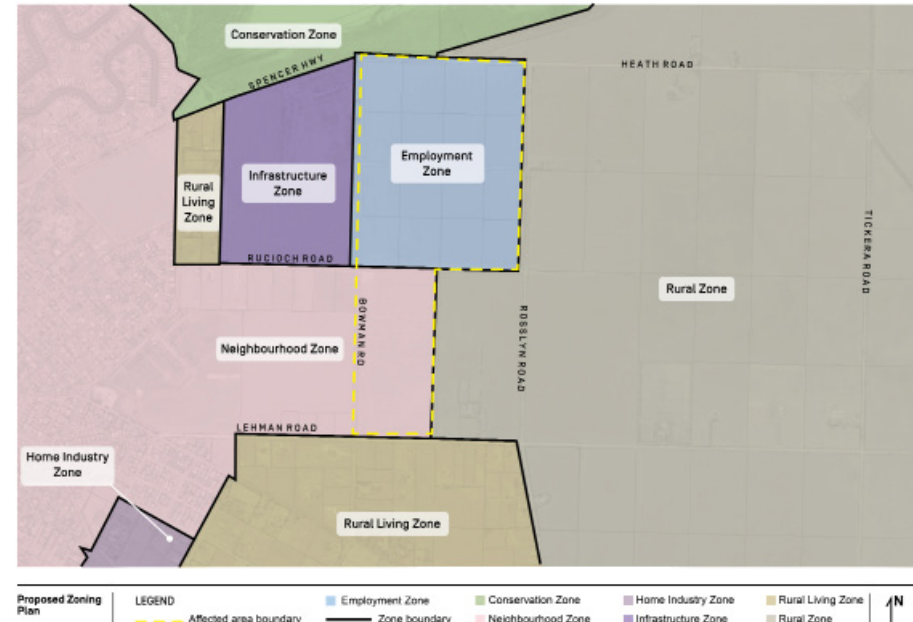 Conservation Zone
SPENCER HWY
HEATH ROAD
Employment
Zone
Infrastructure
Zone
Rural
Living
Zone
TICKERA ROAD
RUCIOCH ROAD
Rural Zone
BOWMAN RD
ROSSLYN ROAD
Neighbourhood Zone
LEHMAN ROAD
Home Industry
Zone
Rural Living Zone
Proposed Zoning
Plan
LEGEND
Affected area boundary
Employment Zone
Zone boundary
Conservation Zone
Neighbourhood Zone
Home Industry Zone
Infrastructure Zone
Rural Living Zone
Rural Zone
N